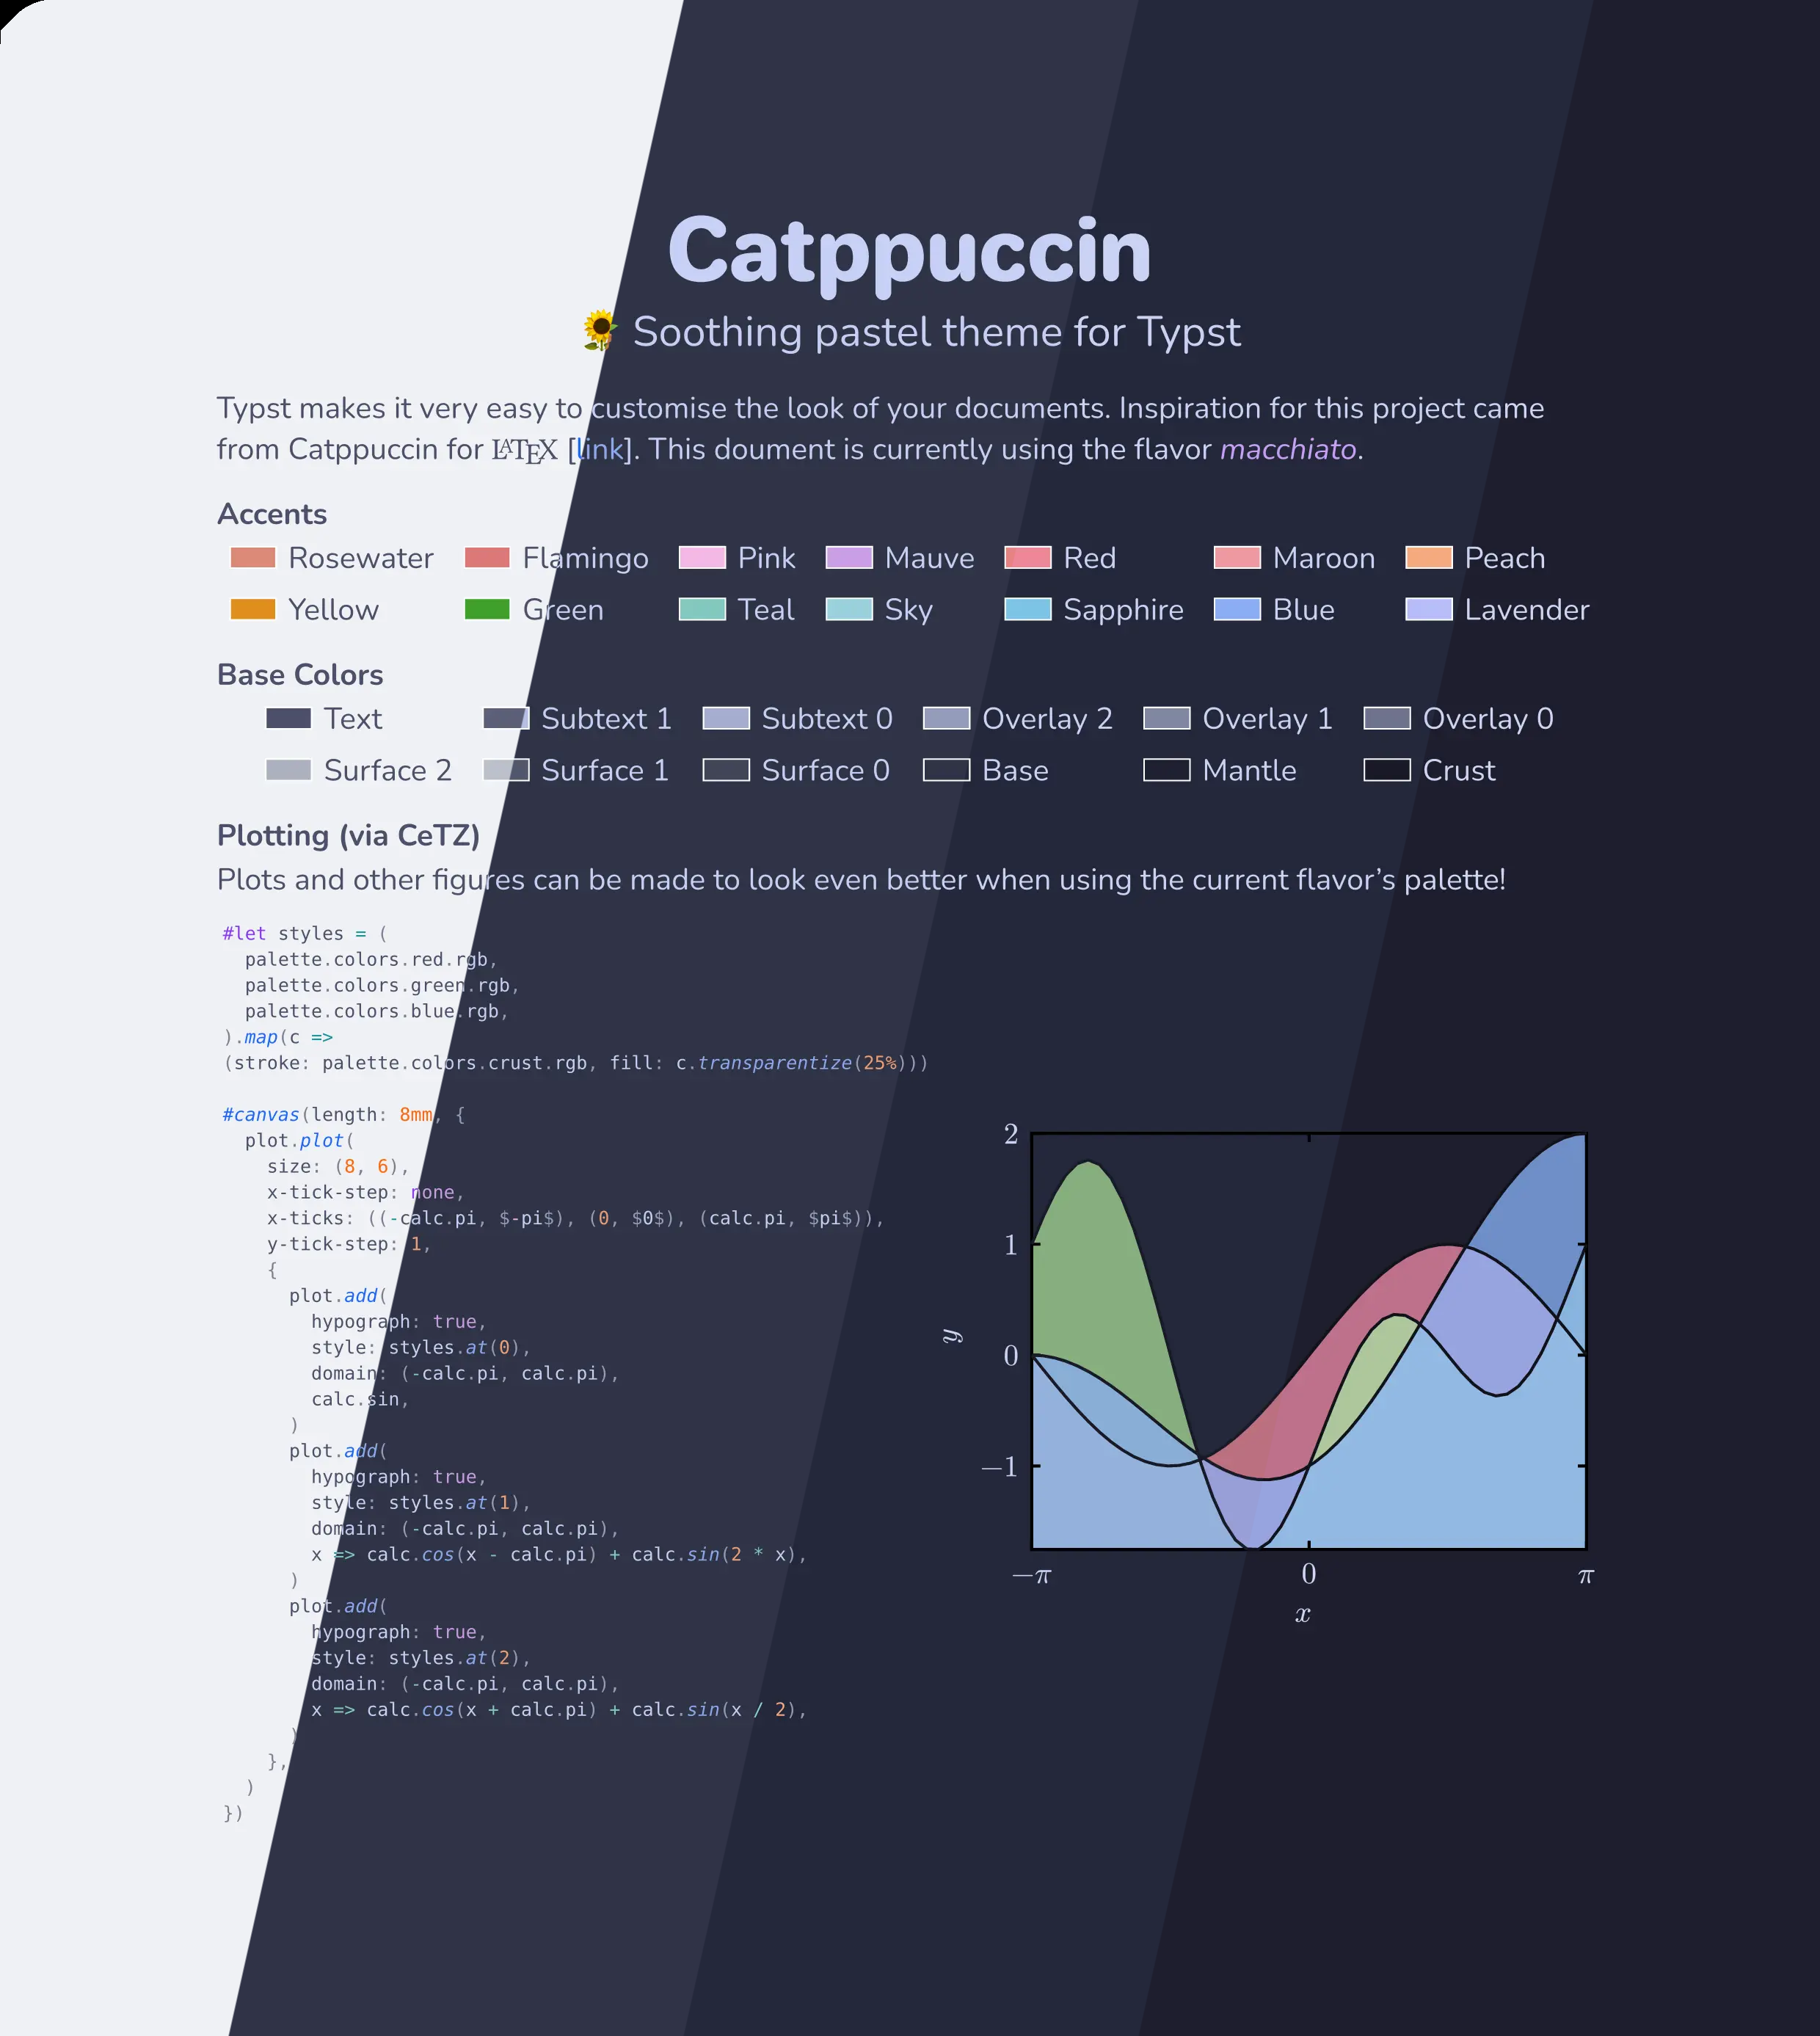 Catppuccin
🌻 Soothing pastel theme for Typst
Typst makes it very easy to customise the look of your documents. Inspiration for this project came
from Catppuccin for LATEX [link]. This doument is currently using the flavor macchiato.
Accents
Rosewater Flamingo Pink Mauve Red Maroon Peach
Yellow Green Teal Sky Sapphire Blue Lavender
Base Colors
Text Subtext 1 Subtext 0 Overlay 2 Overlay 1 Overlay 0
Surface 2 Surface 1 Surface 0 Base Mantle Crust
Plotting (via CeTZ)
Plots and other figures can be made to look even better when using the current flavor’s palette!
#let styles = (
  palette.colors.red.rgb,
  palette.colors.green.rgb,
  palette.colors.blue.rgb,
).map(c =>
(stroke: palette.colors.crust.rgb, fill: c.transparentize(25%)))
#canvas(length: 8mm, {
  plot.plot(
    size: (8, 6),
    x-tick-step: none,
    x-ticks: ((-calc.pi, $-pi$), (0, $0$), (calc.pi, $pi$)),
    y-tick-step: 1,
    {
      plot.add(
        hypograph: true,
        style: styles.at(0),
        domain: (-calc.pi, calc.pi),
        calc.sin,
      )
      plot.add(
        hypograph: true,
        style: styles.at(1),
        domain: (-calc.pi, calc.pi),
        x => calc.cos(x - calc.pi) + calc.sin(2 * x),
      )
      plot.add(
        hypograph: true,
        style: styles.at(2),
        domain: (-calc.pi, calc.pi),
        x => calc.cos(x + calc.pi) + calc.sin(x / 2),
      )
    },
  )
})
2
1
0
−1
y
−π 0 π
x